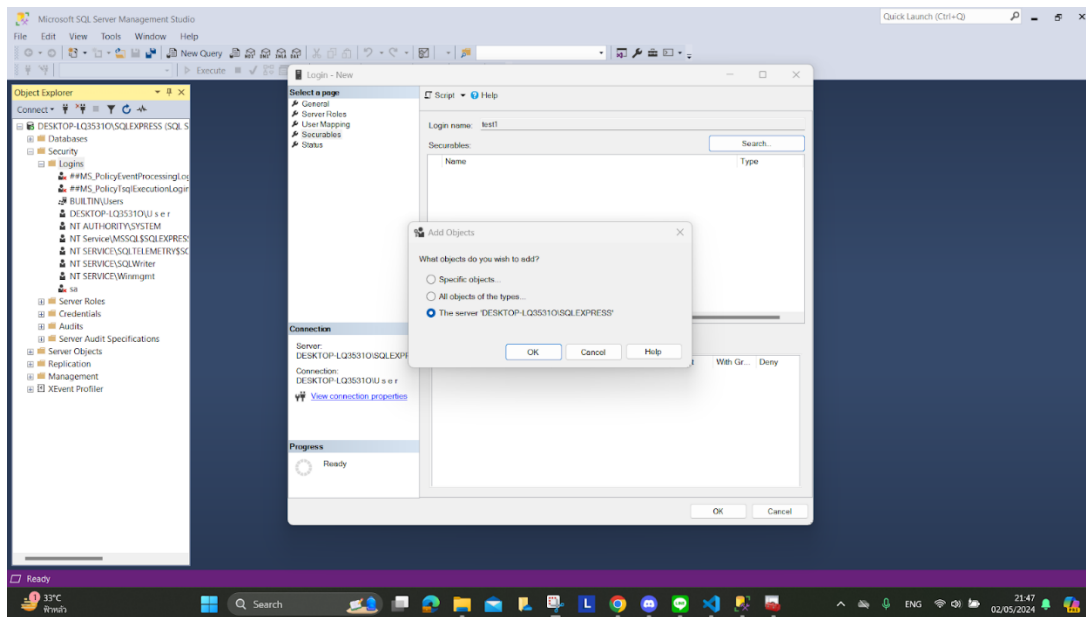 Microsoft SQL Server Management Studio
Quick Launch (Ctrl+Q)
File Edit View Tools Window Help
New Query
Execute
Object Explorer
Connect
DESKTOP-LQ3531O\SQLEXPRESS (SQL S
Databases
Security
Logins
##MS_PolicyEventProcessingLog
##MS_PolicyTsqlExecutionLogin
BUILTIN\Users
DESKTOP-LQ3531O\U s e r
NT AUTHORITY\SYSTEM
NT Service\MSSQL$SQLEXPRES
NT SERVICE\SQLTELEMETRY$SC
NT SERVICE\SQLWriter
NT SERVICE\Winmgmt
sa
Server Roles
Credentials
Audits
Server Audit Specifications
Server Objects
Replication
Management
XEvent Profiler
Login - New
Select a page
General
Server Roles
User Mapping
Securables
Status
Script Help
Login name: test1
Securables:
Search...
Name Type
Add Objects
What objects do you wish to add?
Specific objects...
All objects of the types...
The server 'DESKTOP-LQ3531O\SQLEXPRESS'
OK Cancel Help
With Gr... Deny
Connection
Server:
DESKTOP-LQ3531O\SQLEXPR
Connection:
DESKTOP-LQ3531O\U s e r
View connection properties
Progress
Ready
OK Cancel
Ready
1
33°C
ฟ้าหลัว
Search
L
ENG
21:47
02/05/2024